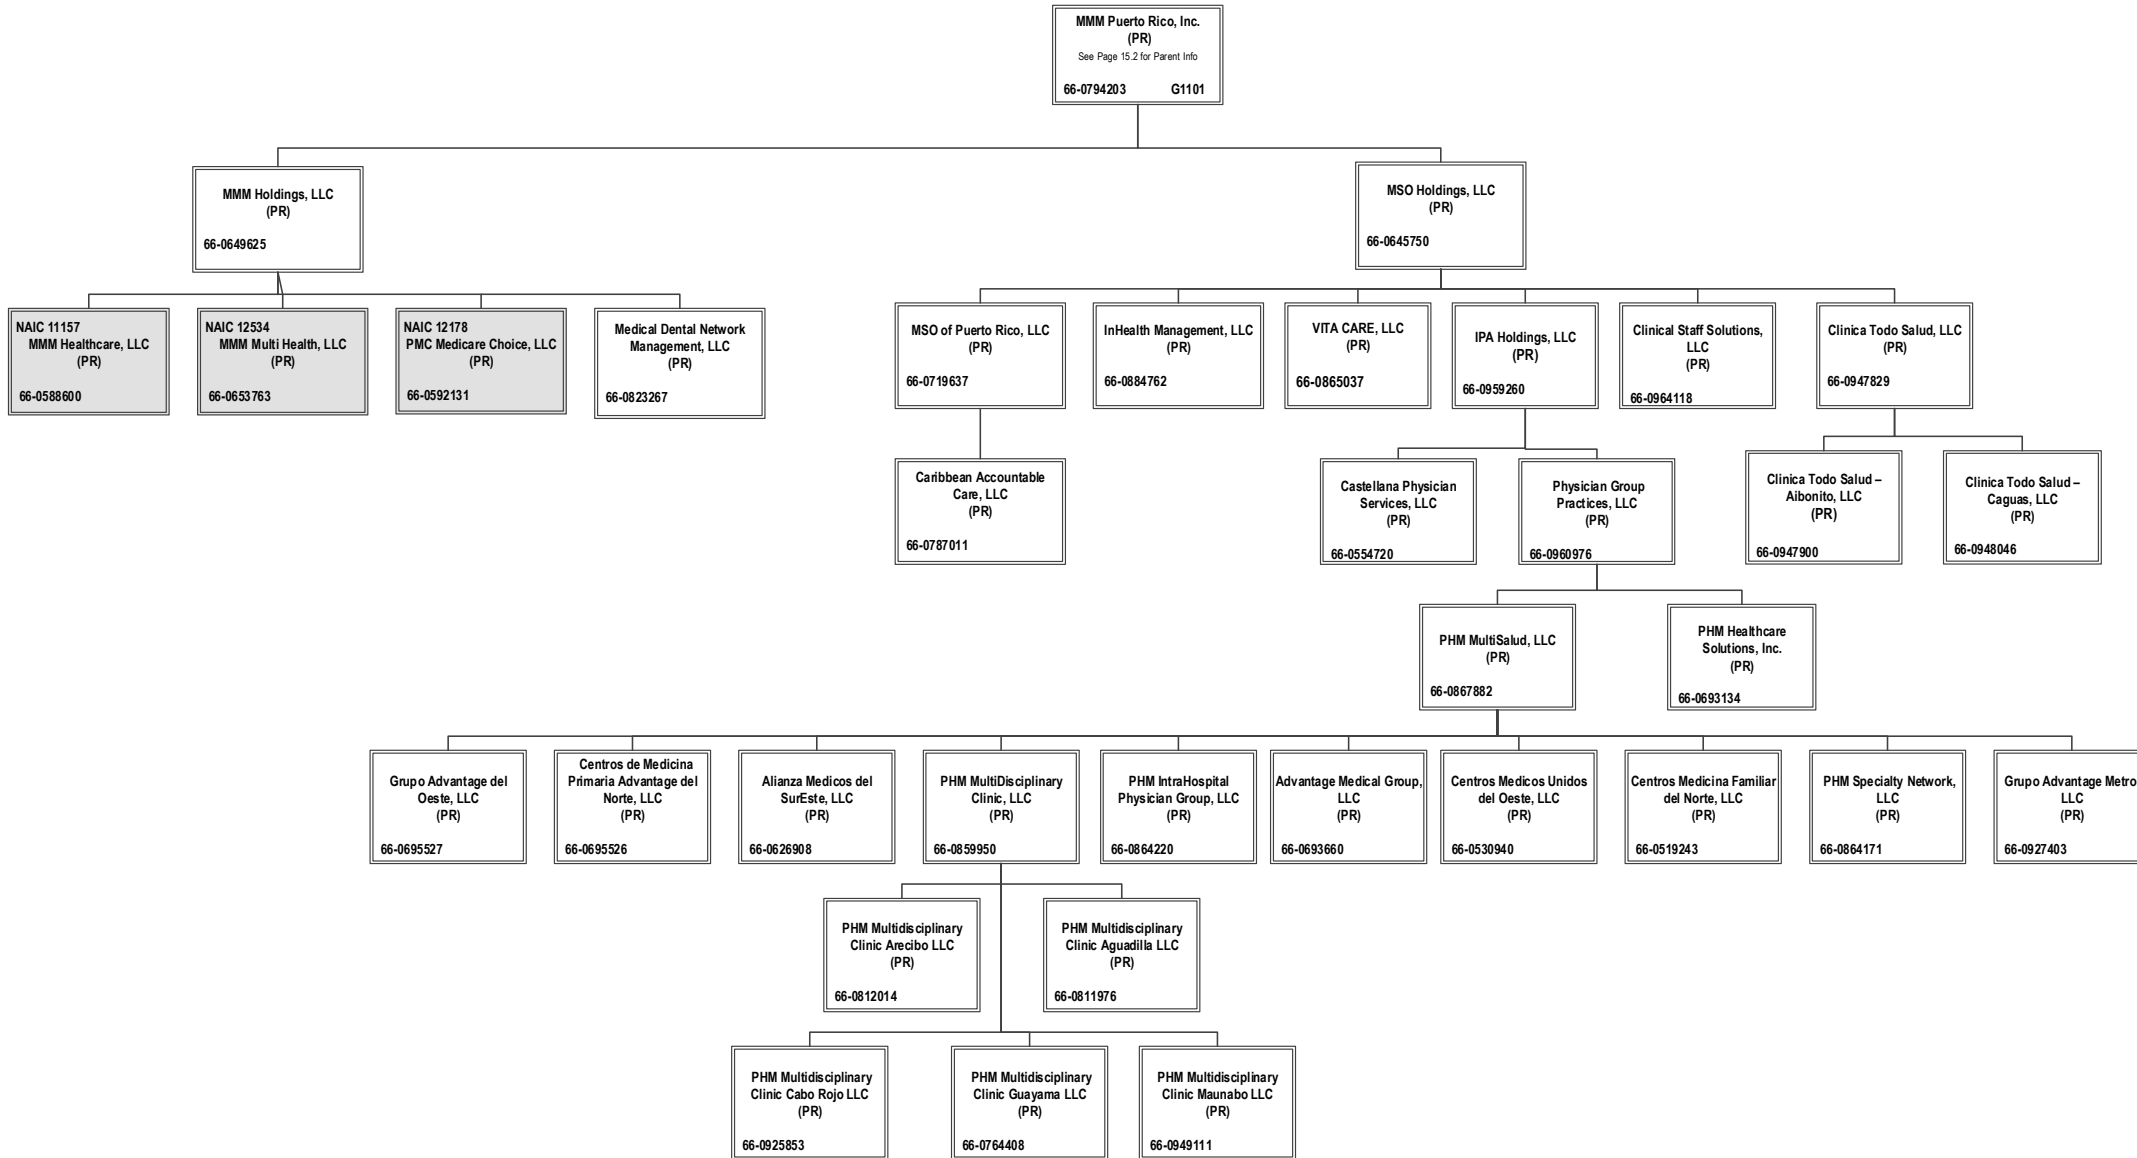 MMM Puerto Rico, Inc.
(PR)
See Page 15.2 for Parent Info
66-0794203 G1101
MMM Holdings, LLC
(PR)
66-0649625
MSO Holdings, LLC
(PR)
66-0645750
NAIC 11157
MMM Healthcare, LLC
(PR)
66-0588600
NAIC 12534
MMM Multi Health, LLC
(PR)
66-0653763
NAIC 12178
PMC Medicare Choice, LLC
(PR)
66-0592131
Medical Dental Network
Management, LLC
(PR)
66-0823267
MSO of Puerto Rico, LLC
(PR)
66-0719637
InHealth Management, LLC
(PR)
66-0884762
VITA CARE, LLC
(PR)
66-0865037
IPA Holdings, LLC
(PR)
66-0959260
Clinical Staff Solutions,
LLC
(PR)
66-0964118
Clinica Todo Salud, LLC
(PR)
66-0947829
Caribbean Accountable
Care, LLC
(PR)
66-0787011
Castellana Physician
Services, LLC
(PR)
66-0554720
Physician Group
Practices, LLC
(PR)
66-0960976
Clinica Todo Salud –
Aibonito, LLC
(PR)
66-0947900
Clinica Todo Salud –
Caguas, LLC
(PR)
66-0948046
PHM MultiSalud, LLC
(PR)
66-0867882
PHM Healthcare
Solutions, Inc.
(PR)
66-0693134
Grupo Advantage del
Oeste, LLC
(PR)
66-0695527
Centros de Medicina
Primaria Advantage del
Norte, LLC
(PR)
66-0695526
Alianza Medicos del
SurEste, LLC
(PR)
66-0626908
PHM MultiDisciplinary
Clinic, LLC
(PR)
66-0859950
PHM IntraHospital
Physician Group, LLC
(PR)
66-0864220
Advantage Medical Group,
LLC
(PR)
66-0693660
Centros Medicos Unidos
del Oeste, LLC
(PR)
66-0530940
Centros Medicina Familiar
del Norte, LLC
(PR)
66-0519243
PHM Specialty Network,
LLC
(PR)
66-0864171
Grupo Advantage Metro
LLC
(PR)
66-0927403
PHM Multidisciplinary
Clinic Arecibo LLC
(PR)
66-0812014
PHM Multidisciplinary
Clinic Aguadilla LLC
(PR)
66-0811976
PHM Multidisciplinary
Clinic Cabo Rojo LLC
(PR)
66-0925853
PHM Multidisciplinary
Clinic Guayama LLC
(PR)
66-0764408
PHM Multidisciplinary
Clinic Maunabo LLC
(PR)
66-0949111